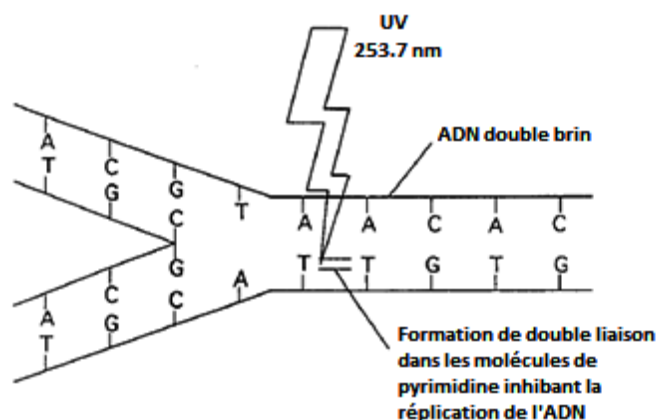 UV
253.7 nm
ADN double brin
A C G T A A C A C
T G C
T T G T G
A C G A
T G C
Formation de double liaison
dans les molécules de
pyrimidine inhibant la
réplication de l'ADN